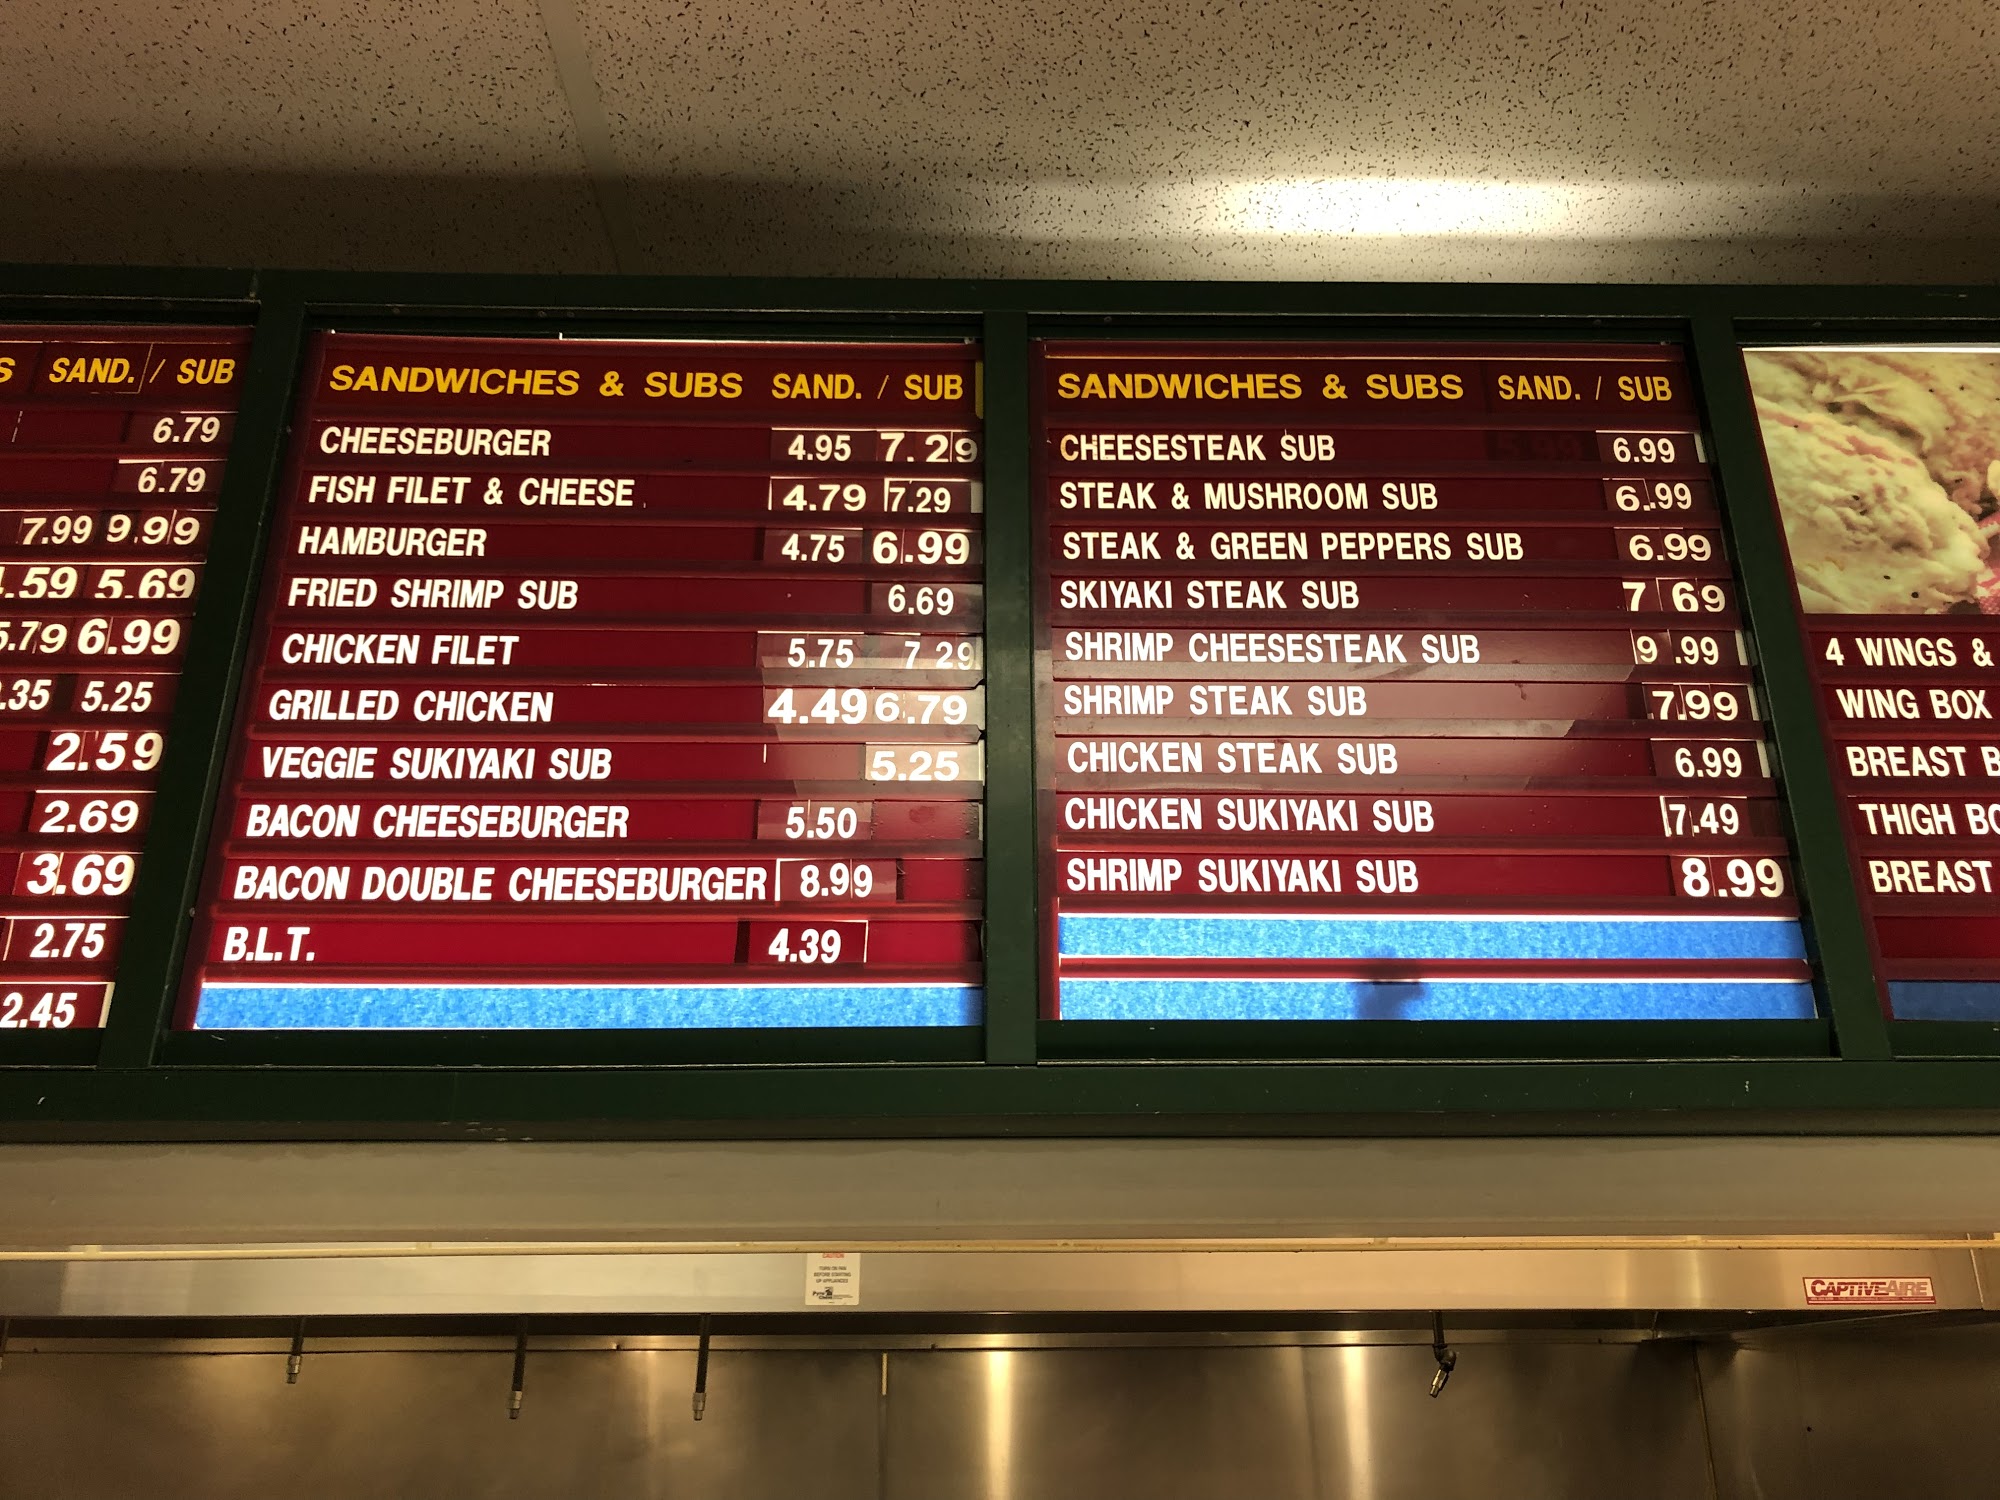 S SAND. / SUB
6.79
6.79
7.99 9.99
.59 5.69
5.79 6.99
.35 5.25
2.59
2.69
3.69
2.75
2.45
SANDWICHES & SUBS SAND. / SUB
CHEESEBURGER 4.95 7.29
FISH FILET & CHEESE 4.79 7.29
HAMBURGER 4.75 6.99
FRIED SHRIMP SUB 6.69
CHICKEN FILET 5.75 7 29
GRILLED CHICKEN 4.49 6.79
VEGGIE SUKIYAKI SUB 5.25
BACON CHEESEBURGER 5.50
BACON DOUBLE CHEESEBURGER 8.99
B.L.T. 4.39
SANDWICHES & SUBS SAND. / SUB
CHEESESTEAK SUB 6.99
STEAK & MUSHROOM SUB 6.99
STEAK & GREEN PEPPERS SUB 6.99
SKIYAKI STEAK SUB 7 69
SHRIMP CHEESESTEAK SUB 9 .99
SHRIMP STEAK SUB 7.99
CHICKEN STEAK SUB 6.99
CHICKEN SUKIYAKI SUB 7.49
SHRIMP SUKIYAKI SUB 8.99
4 WINGS &
WING BOX
BREAST B
THIGH BO
BREAST
CAUTION
CAPTIVEAIRE